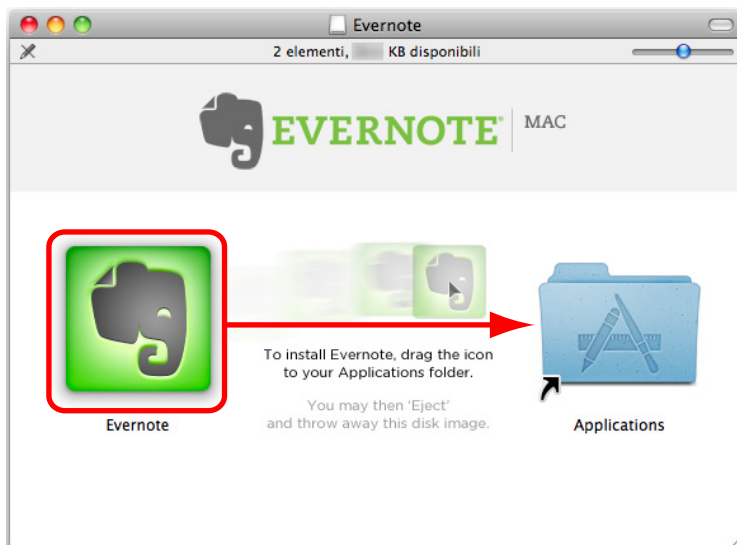 Evernote
2 elementi, KB disponibili
EVERNOTE® MAC
To install Evernote, drag the icon
to your Applications folder.
You may then 'Eject'
and throw away this disk image.
Evernote
Applications